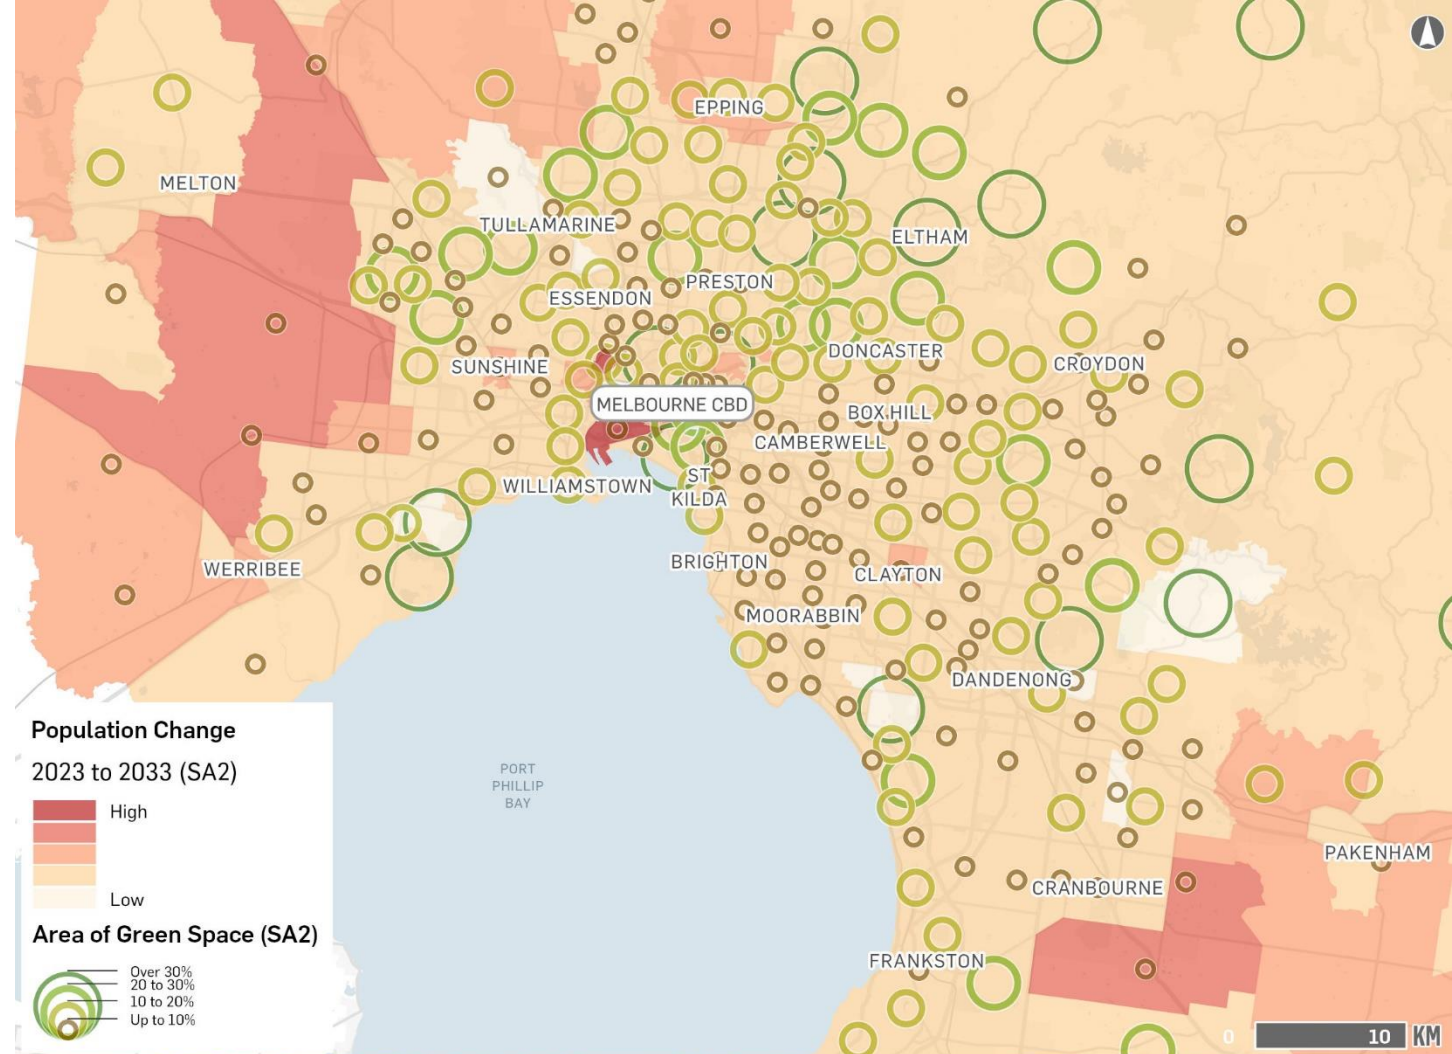 EPPING
MELTON
TULLAMARINE
ELTHAM
PRESTON
ESSENDON
DONCASTER
SUNSHINE
CROYDON
MELBOURNE CBD
BOX HILL
CAMBERWELL
WILLIAMSTOWN
ST
KILDA
BRIGHTON
WERRIBEE
CLAYTON
MOORABBIN
DANDENONG
PORT
PHILLIP
BAY
PAKENHAM
CRANBOURNE
FRANKSTON
Population Change
2023 to 2033 (SA2)
High
Low
Area of Green Space (SA2)
Over 30%
20 to 30%
10 to 20%
Up to 10%
0 10 KM